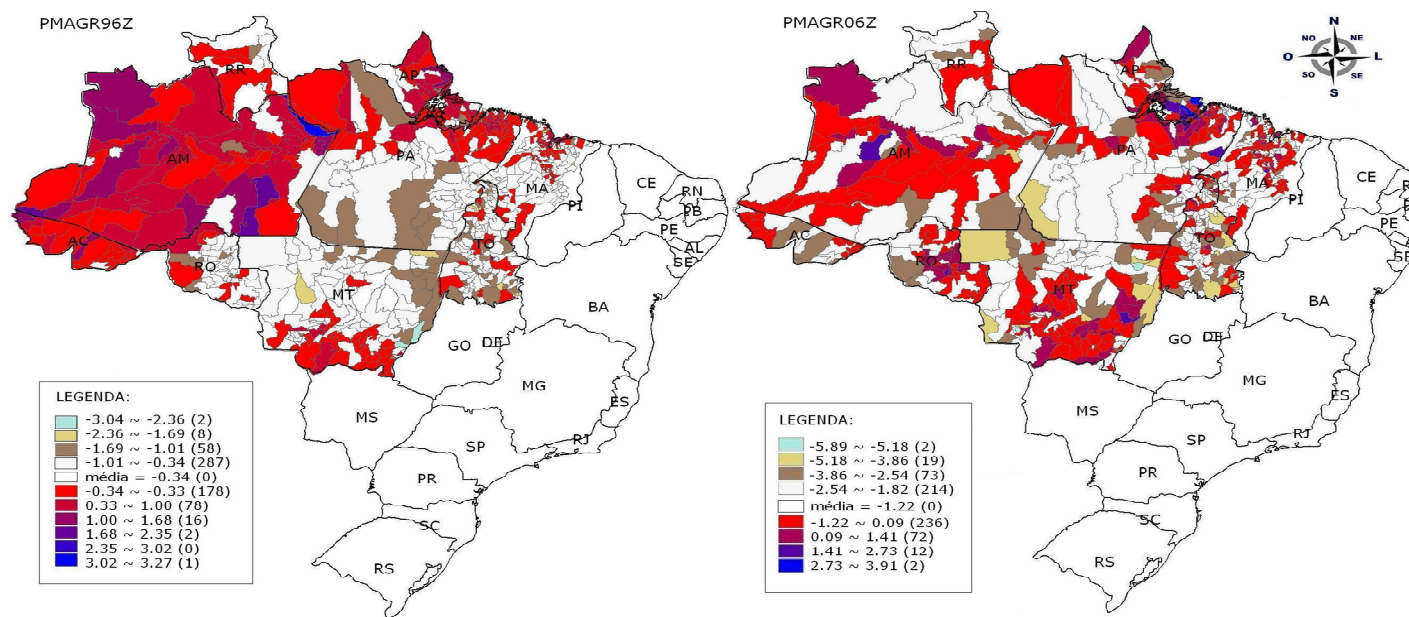 PMAGR96Z
RR
AP
AM
PA
MA
CE
RN
PI
PB
PE
AC
TO
AL
SE
RO
MT
BA
GO
DF
MG
ES
MS
SP
RJ
PR
SC
RS
LEGENDA:
-3.04 ~ -2.36 (2)
-2.36 ~ -1.69 (8)
-1.69 ~ -1.01 (58)
-1.01 ~ -0.34 (287)
média = -0.34 (0)
-0.34 ~ -0.33 (178)
0.33 ~ 1.00 (78)
1.00 ~ 1.68 (16)
1.68 ~ 2.35 (2)
2.35 ~ 3.02 (0)
3.02 ~ 3.27 (1)
PMAGR06Z
N
NO
NE
O
L
SO
SE
S
RR
AP
AM
PA
MA
CE
PI
PE
AC
TO
SE
RO
MT
BA
GO
DF
MG
ES
MS
SP
RJ
PR
SC
RS
LEGENDA:
-5.89 ~ -5.18 (2)
-5.18 ~ -3.86 (19)
-3.86 ~ -2.54 (73)
-2.54 ~ -1.82 (214)
média = -1.22 (0)
-1.22 ~ 0.09 (236)
0.09 ~ 1.41 (72)
1.41 ~ 2.73 (12)
2.73 ~ 3.91 (2)